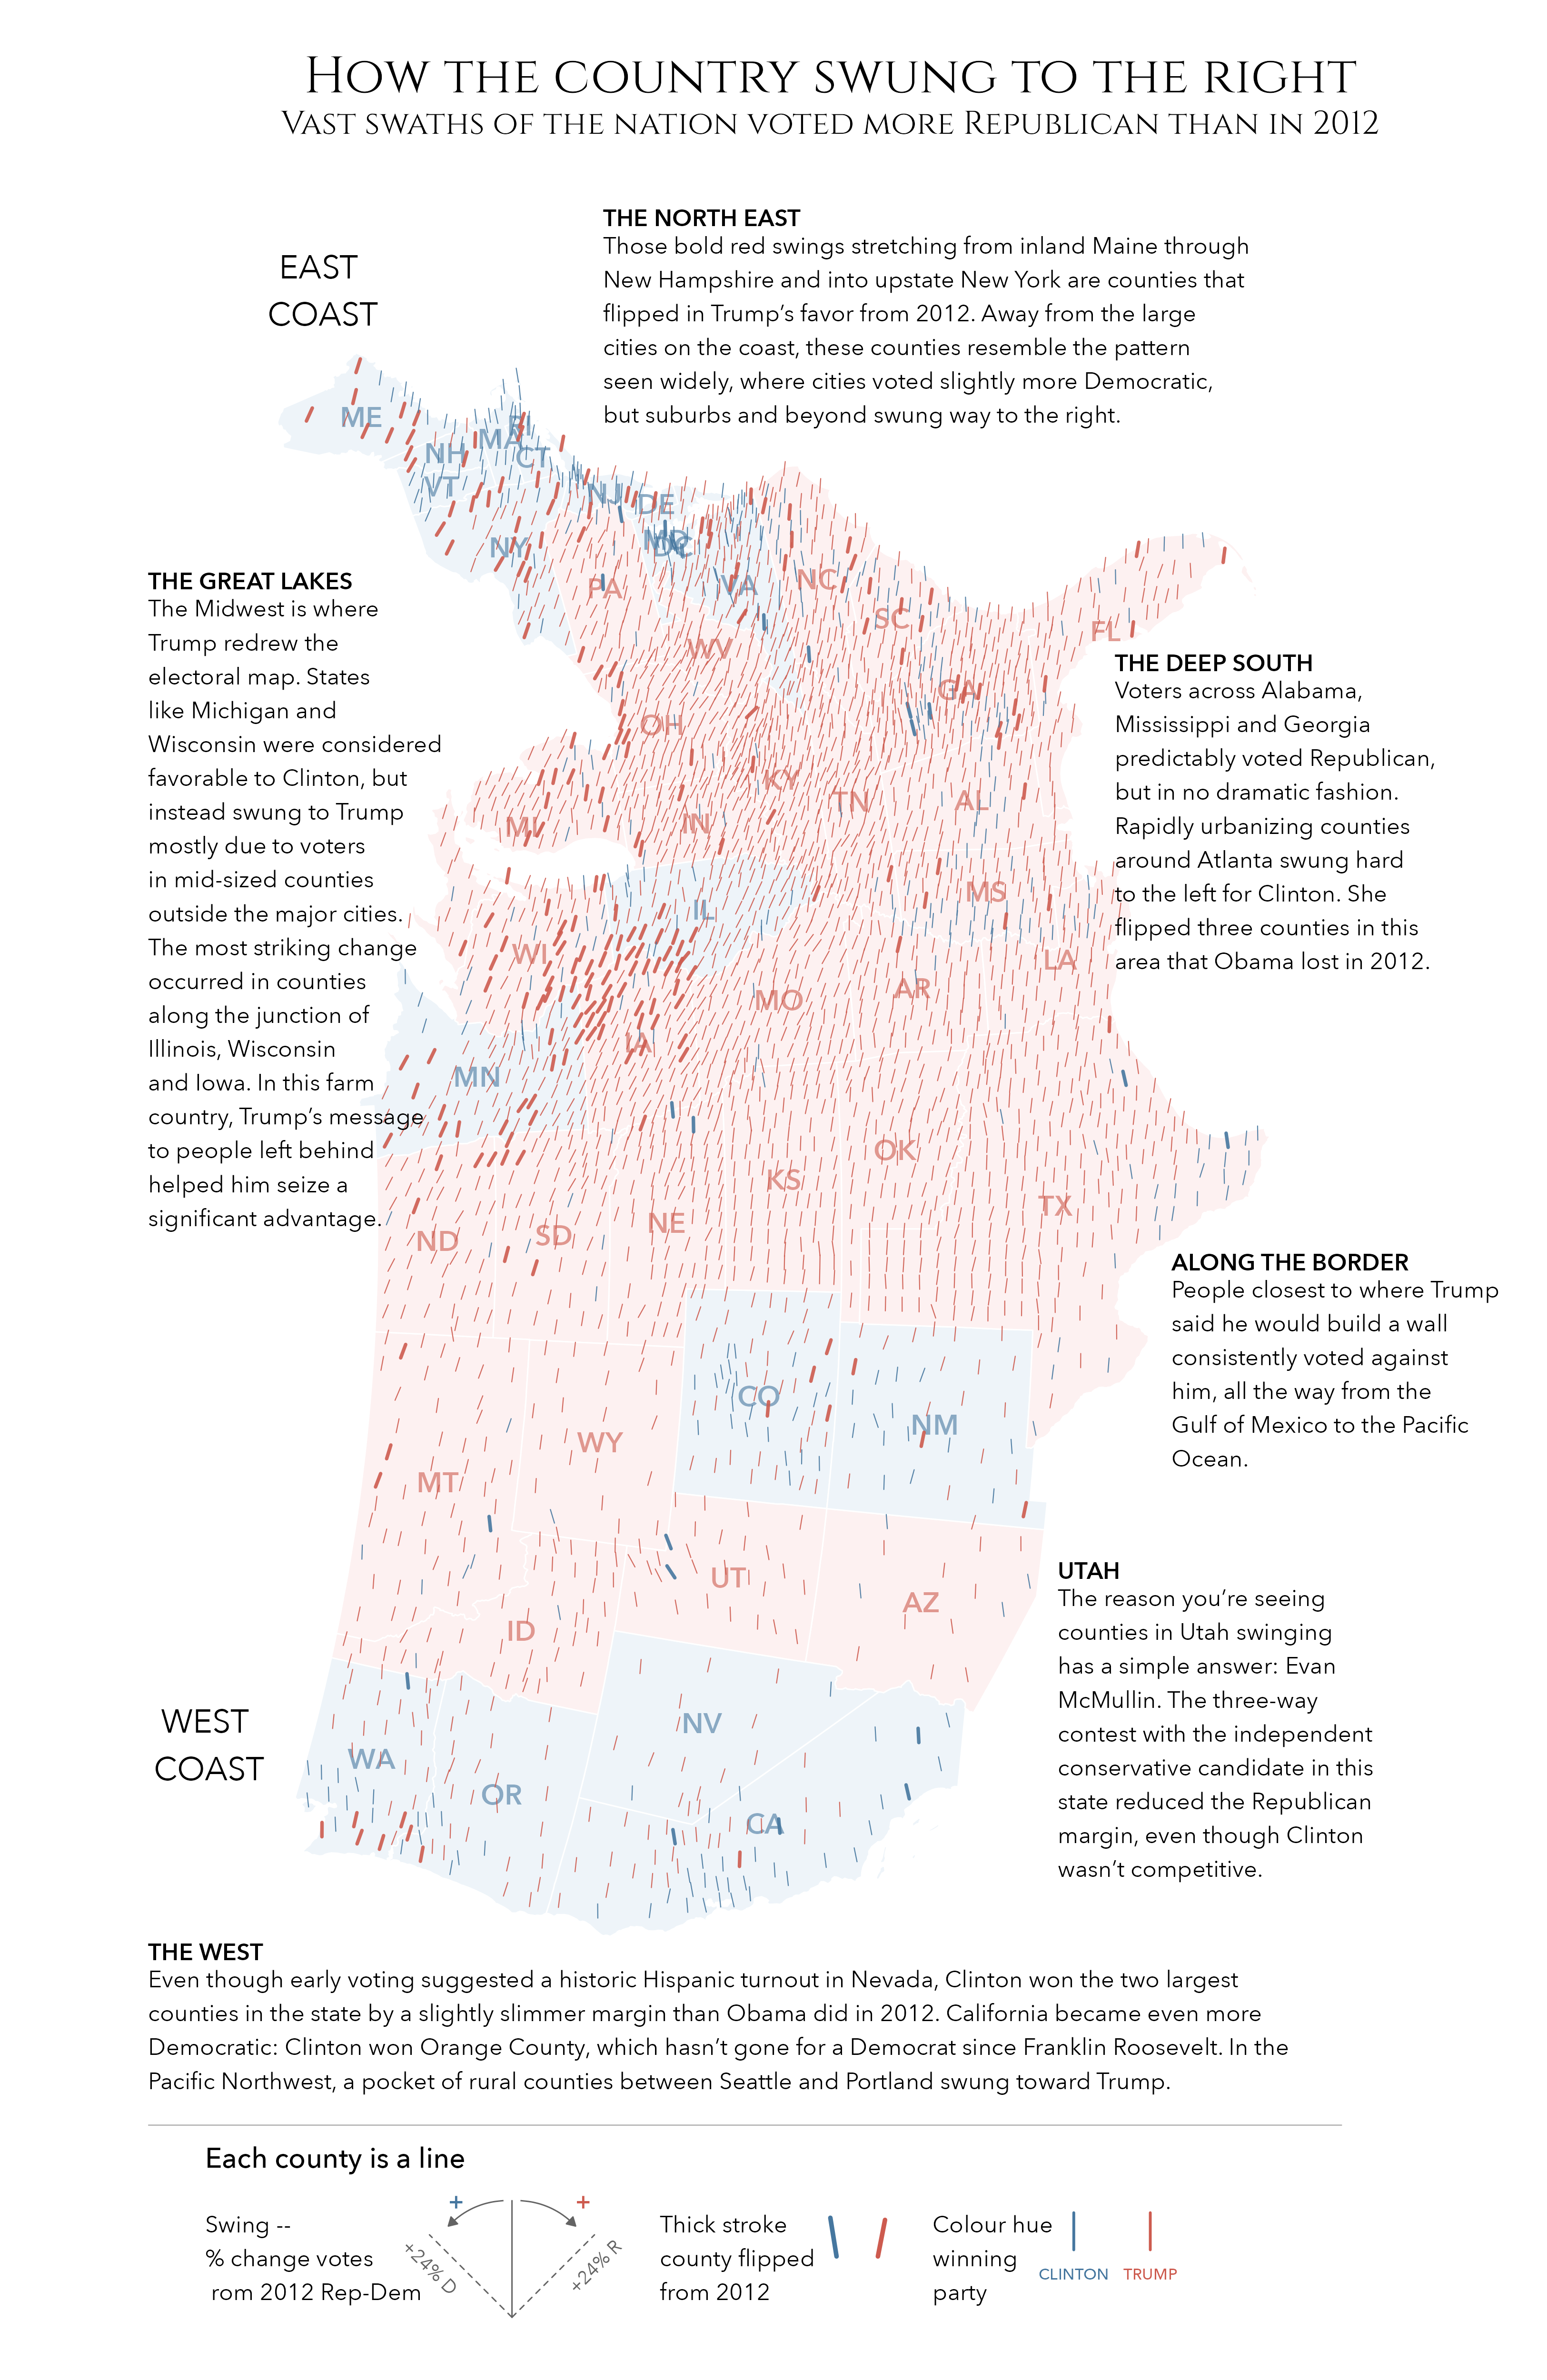 HOW THE COUNTRY SWUNG TO THE RIGHT
VAST SWATHS OF THE NATION VOTED MORE REPUBLICAN THAN IN 2012
THE NORTH EAST
Those bold red swings stretching from inland Maine through
New Hampshire and into upstate New York are counties that
flipped in Trump’s favor from 2012. Away from the large
cities on the coast, these counties resemble the pattern
seen widely, where cities voted slightly more Democratic,
but suburbs and beyond swung way to the right.
EAST
COAST
ME
NH
VT
MA
RI
CT
NY
NJ
DE
MD
DC
PA
VA
NC
WV
SC
FL
OH
GA
KY
TN
AL
MI
IN
MS
IL
WI
LA
MO
AR
IA
MN
OK
KS
TX
NE
SD
ND
CO
NM
WY
MT
UT
AZ
ID
NV
WA
OR
CA
THE GREAT LAKES
The Midwest is where
Trump redrew the
electoral map. States
like Michigan and
Wisconsin were considered
favorable to Clinton, but
instead swung to Trump
mostly due to voters
in mid-sized counties
outside the major cities.
The most striking change
occurred in counties
along the junction of
Illinois, Wisconsin
and Iowa. In this farm
country, Trump’s message
to people left behind
helped him seize a
significant advantage.
THE DEEP SOUTH
Voters across Alabama,
Mississippi and Georgia
predictably voted Republican,
but in no dramatic fashion.
Rapidly urbanizing counties
around Atlanta swung hard
to the left for Clinton. She
flipped three counties in this
area that Obama lost in 2012.
ALONG THE BORDER
People closest to where Trump
said he would build a wall
consistently voted against
him, all the way from the
Gulf of Mexico to the Pacific
Ocean.
UTAH
The reason you’re seeing
counties in Utah swinging
has a simple answer: Evan
McMullin. The three-way
contest with the independent
conservative candidate in this
state reduced the Republican
margin, even though Clinton
wasn’t competitive.
WEST
COAST
THE WEST
Even though early voting suggested a historic Hispanic turnout in Nevada, Clinton won the two largest
counties in the state by a slightly slimmer margin than Obama did in 2012. California became even more
Democratic: Clinton won Orange County, which hasn’t gone for a Democrat since Franklin Roosevelt. In the
Pacific Northwest, a pocket of rural counties between Seattle and Portland swung toward Trump.
Each county is a line
Swing --
% change votes
rom 2012 Rep-Dem
+
+
+24% D
+24% R
Thick stroke
county flipped
from 2012
Colour hue
winning
party
CLINTON
TRUMP